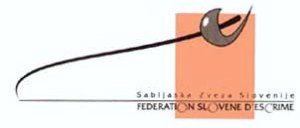 Sabljaška Zveza Slovenije
FEDERATION SLOVENE D'ESCRIME